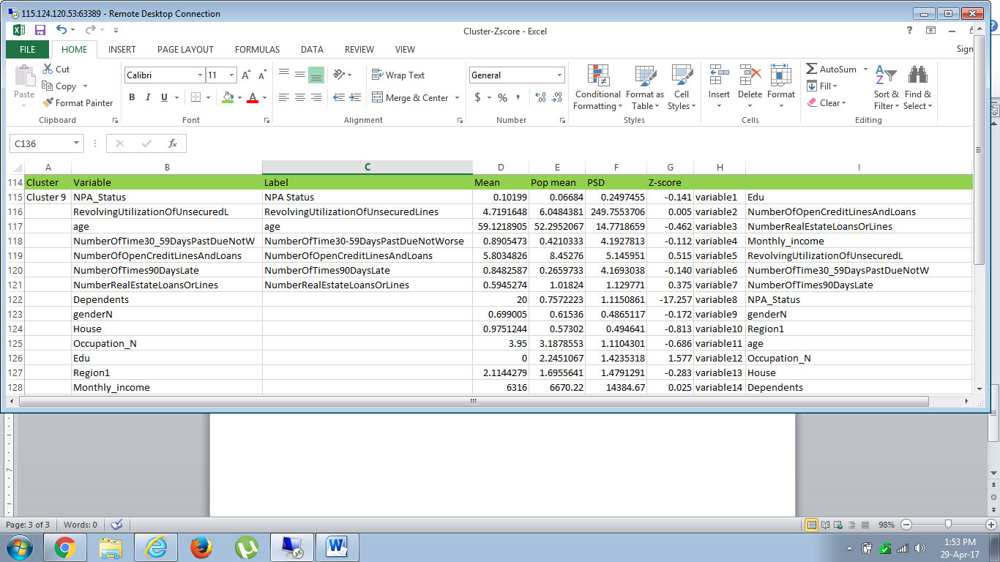 115.124.120.53:63389 - Remote Desktop Connection
Cluster-Zscore - Excel
FILE HOME INSERT PAGE LAYOUT FORMULAS DATA REVIEW VIEW Sign
Paste Cut Copy Format Painter
Calibri 11 B I U
Wrap Text Merge & Center
General $ % ,
Conditional Formatting Format as Table Cell Styles
Insert Delete Format
AutoSum Fill Clear Sort & Filter Find & Select
Clipboard Font Alignment Number Styles Cells Editing
C136 fx
A B C D E F G H I
114 Cluster Variable Label Mean Pop mean PSD Z-score
115 Cluster 9 NPA_Status NPA Status 0.10199 0.06684 0.2497455 -0.141 variable1 Edu
116 RevolvingUtilizationOfUnsecuredL RevolvingUtilizationOfUnsecuredLines 4.7191648 6.0484381 249.7553706 0.005 variable2 NumberOfOpenCreditLinesAndLoans
117 age age 59.1218905 52.2952067 14.7718659 -0.462 variable3 NumberRealEstateLoansOrLines
118 NumberOfTime30_59DaysPastDueNotW NumberOfTime30-59DaysPastDueNotWorse 0.8905473 0.4210333 4.1927813 -0.112 variable4 Monthly_income
119 NumberOfOpenCreditLinesAndLoans NumberOfOpenCreditLinesAndLoans 5.8034826 8.45276 5.145951 0.515 variable5 RevolvingUtilizationOfUnsecuredL
120 NumberOfTimes90DaysLate NumberOfTimes90DaysLate 0.8482587 0.2659733 4.1693038 -0.140 variable6 NumberOfTime30_59DaysPastDueNotW
121 NumberRealEstateLoansOrLines NumberRealEstateLoansOrLines 0.5945274 1.01824 1.129771 0.375 variable7 NumberOfTimes90DaysLate
122 Dependents 20 0.7572223 1.1150861 -17.257 variable8 NPA_Status
123 genderN 0.699005 0.61536 0.4865117 -0.172 variable9 genderN
124 House 0.9751244 0.57302 0.494641 -0.813 variable10 Region1
125 Occupation_N 3.95 3.1878553 1.1104301 -0.686 variable11 age
126 Edu 0 2.2451067 1.4235318 1.577 variable12 Occupation_N
127 Region1 2.1144279 1.6955641 1.4791291 -0.283 variable13 House
128 Monthly_income 6316 6670.22 14384.67 0.025 variable14 Dependents
7
Page: 3 of 3 Words: 0 98%
1:53 PM
29-Apr-17